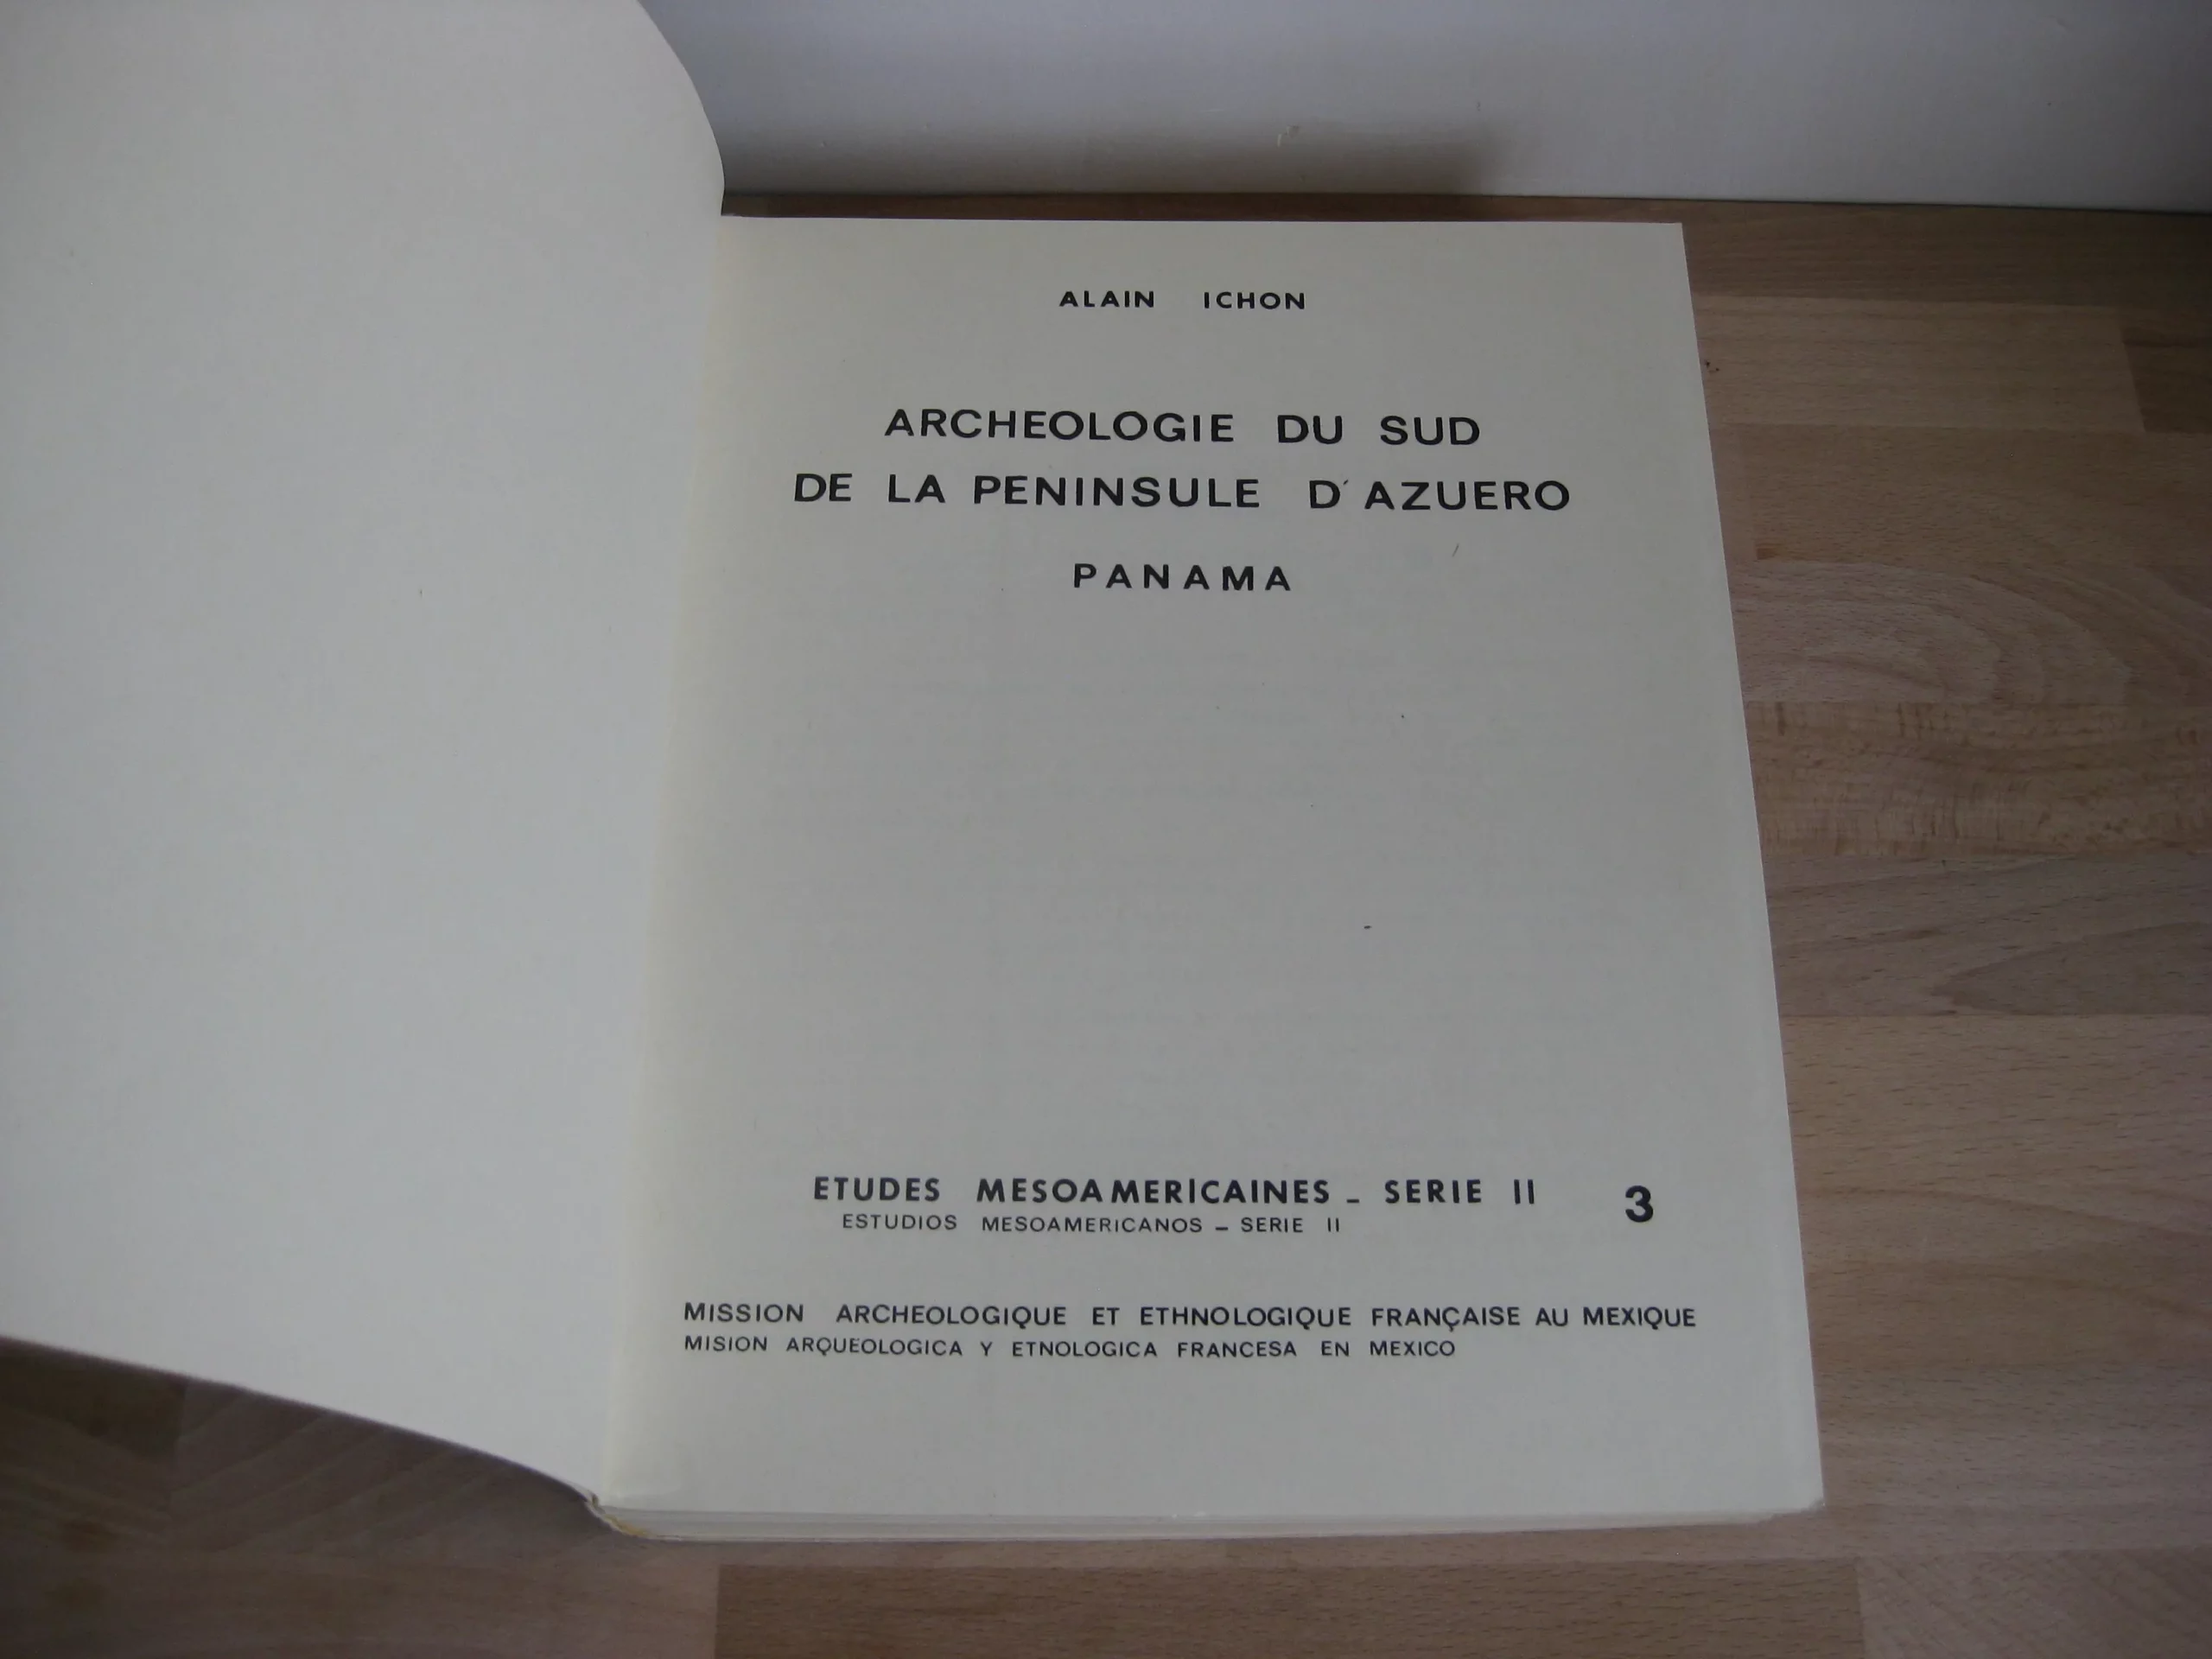 ALAIN ICHON
ARCHEOLOGIE DU SUD
DE LA PENINSULE D'AZUERO
PANAMA
ETUDES MESOAMERICAINES - SERIE II 3
ESTUDIOS MESOAMERICANOS - SERIE II
MISSION ARCHEOLOGIQUE ET ETHNOLOGIQUE FRANÇAISE AU MEXIQUE
MISION ARQUEOLOGICA Y ETNOLOGICA FRANCESA EN MEXICO